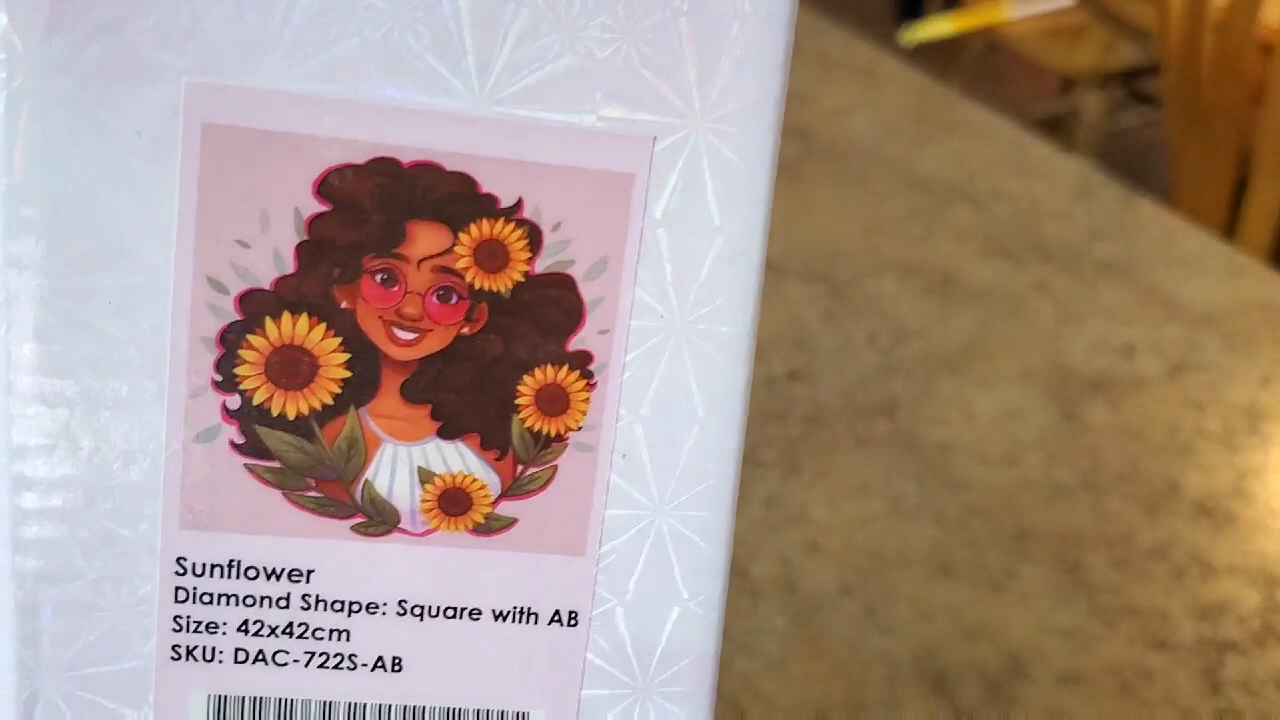 Sunflower
Diamond Shape: Square with AB
Size: 42x42cm
SKU: DAC-722S-AB